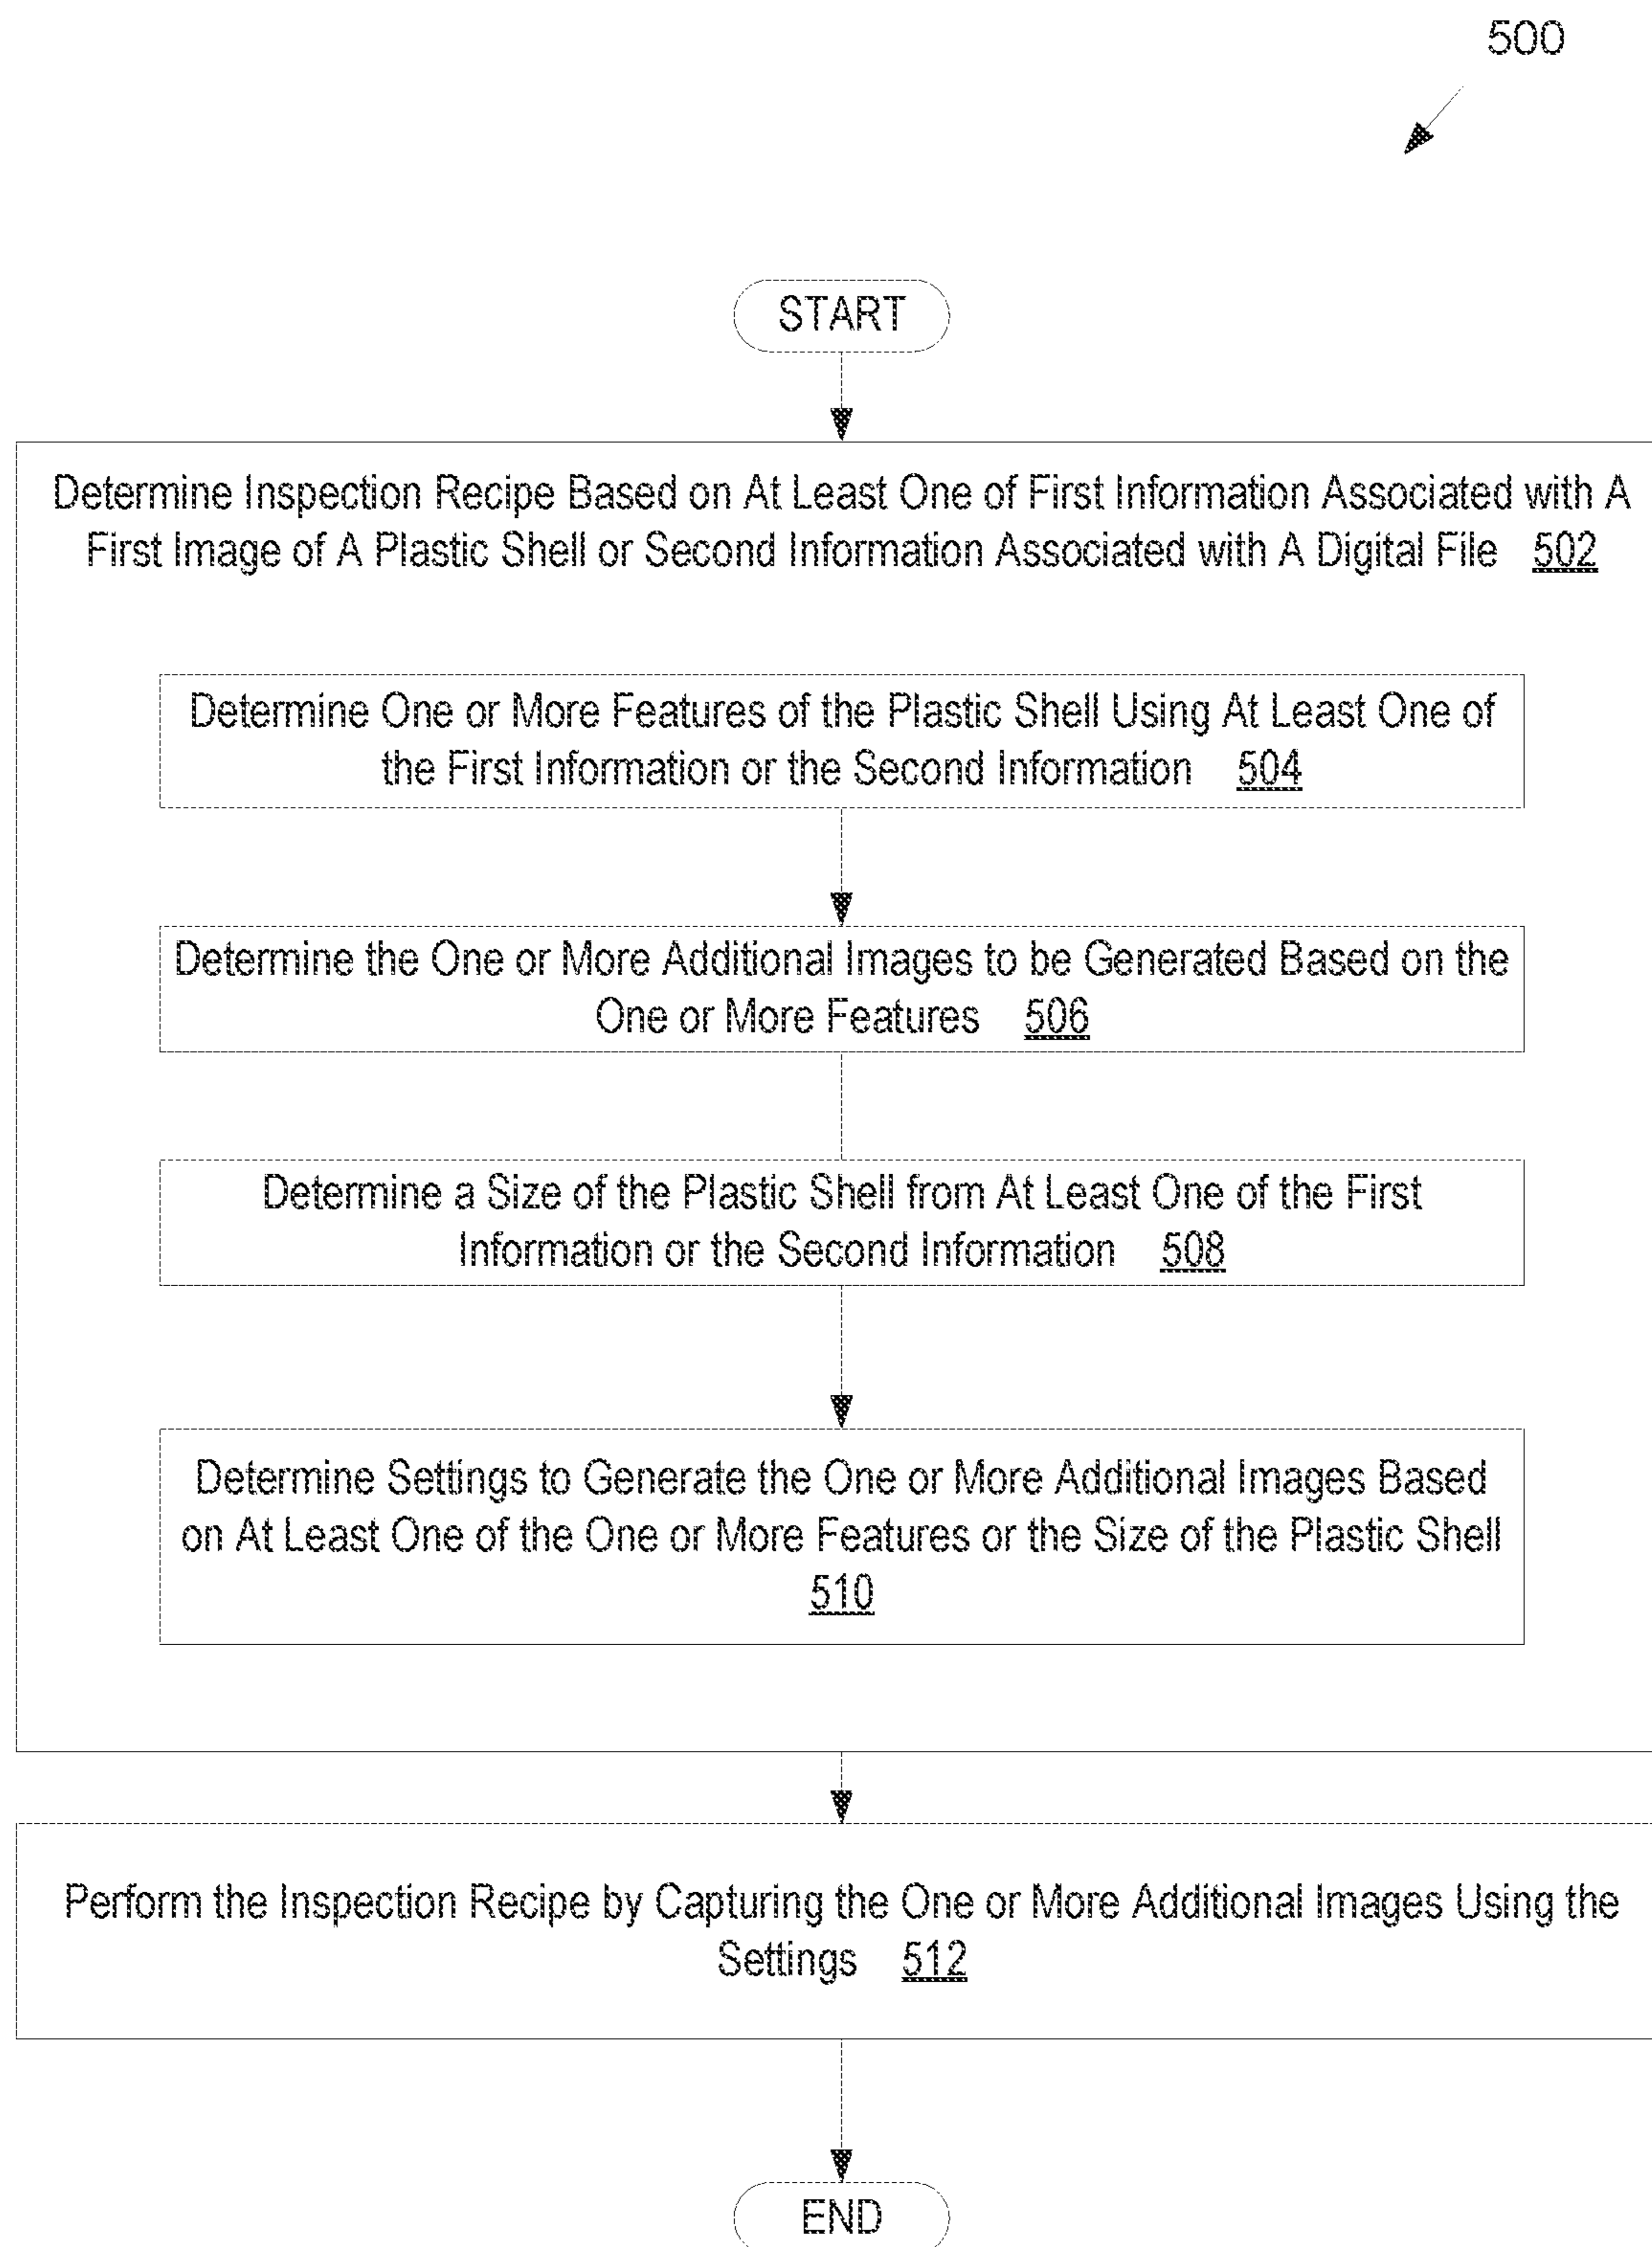 500
START
Determine Inspection Recipe Based on At Least One of First Information Associated with A
First Image of A Plastic Shell or Second Information Associated with A Digital File 502
Determine One or More Features of the Plastic Shell Using At Least One of
the First Information or the Second Information 504
Determine the One or More Additional Images to be Generated Based on the
One or More Features 506
Determine a Size of the Plastic Shell from At Least One of the First
Information or the Second Information 508
Determine Settings to Generate the One or More Additional Images Based
on At Least One of the One or More Features or the Size of the Plastic Shell
510
Perform the Inspection Recipe by Capturing the One or More Additional Images Using the
Settings 512
END